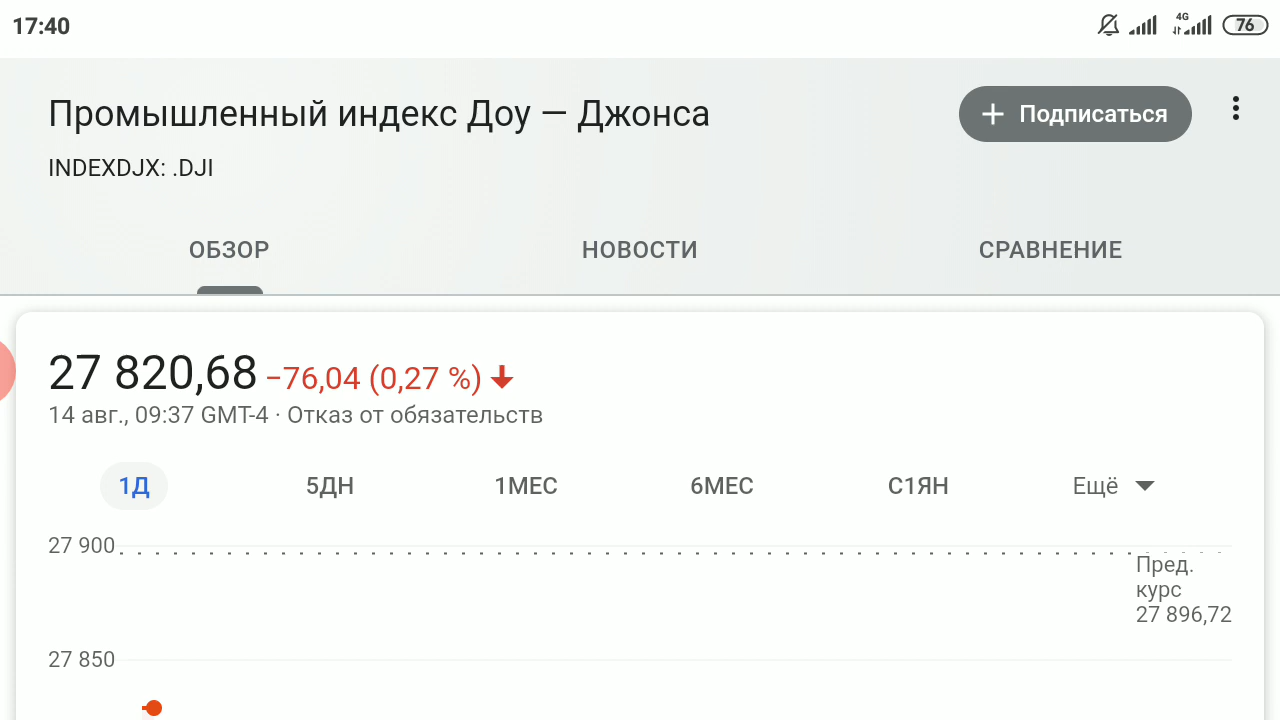 17:40
4G
76
Промышленный индекс Доу — Джонса
+ Подписаться
INDEXDJX: .DJI
ОБЗОР
НОВОСТИ
СРАВНЕНИЕ
27 820,68 −76,04 (0,27 %)
14 авг., 09:37 GMT-4 · Отказ от обязательств
1Д
5ДН
1МЕС
6МЕС
С1ЯН
Ещё
27 900
Пред.
курс
27 896,72
27 850